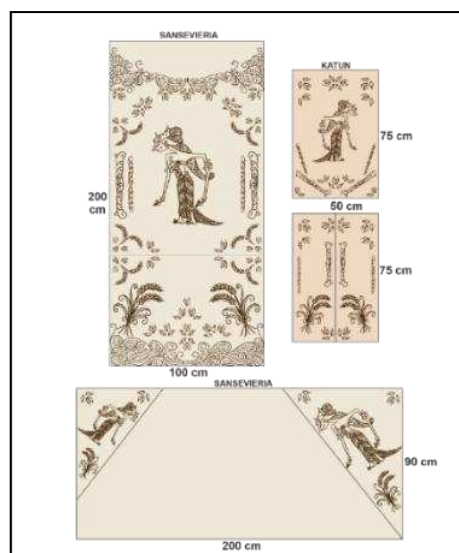 SANSEVIERIA
KATUN
75 cm
200
cm
50 cm
75 cm
100 cm
SANSEVIERIA
90 cm
200 cm